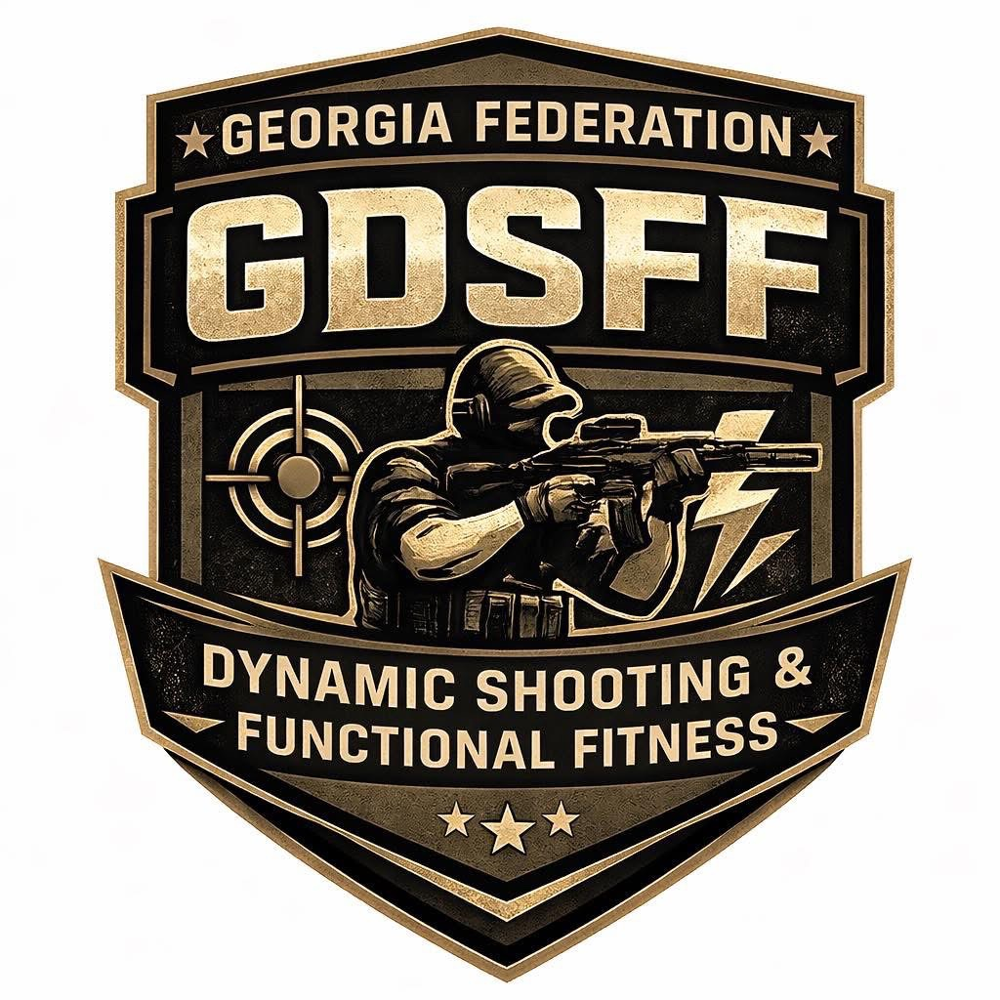 GEORGIA FEDERATION
GDSFF
DYNAMIC SHOOTING &
FUNCTIONAL FITNESS